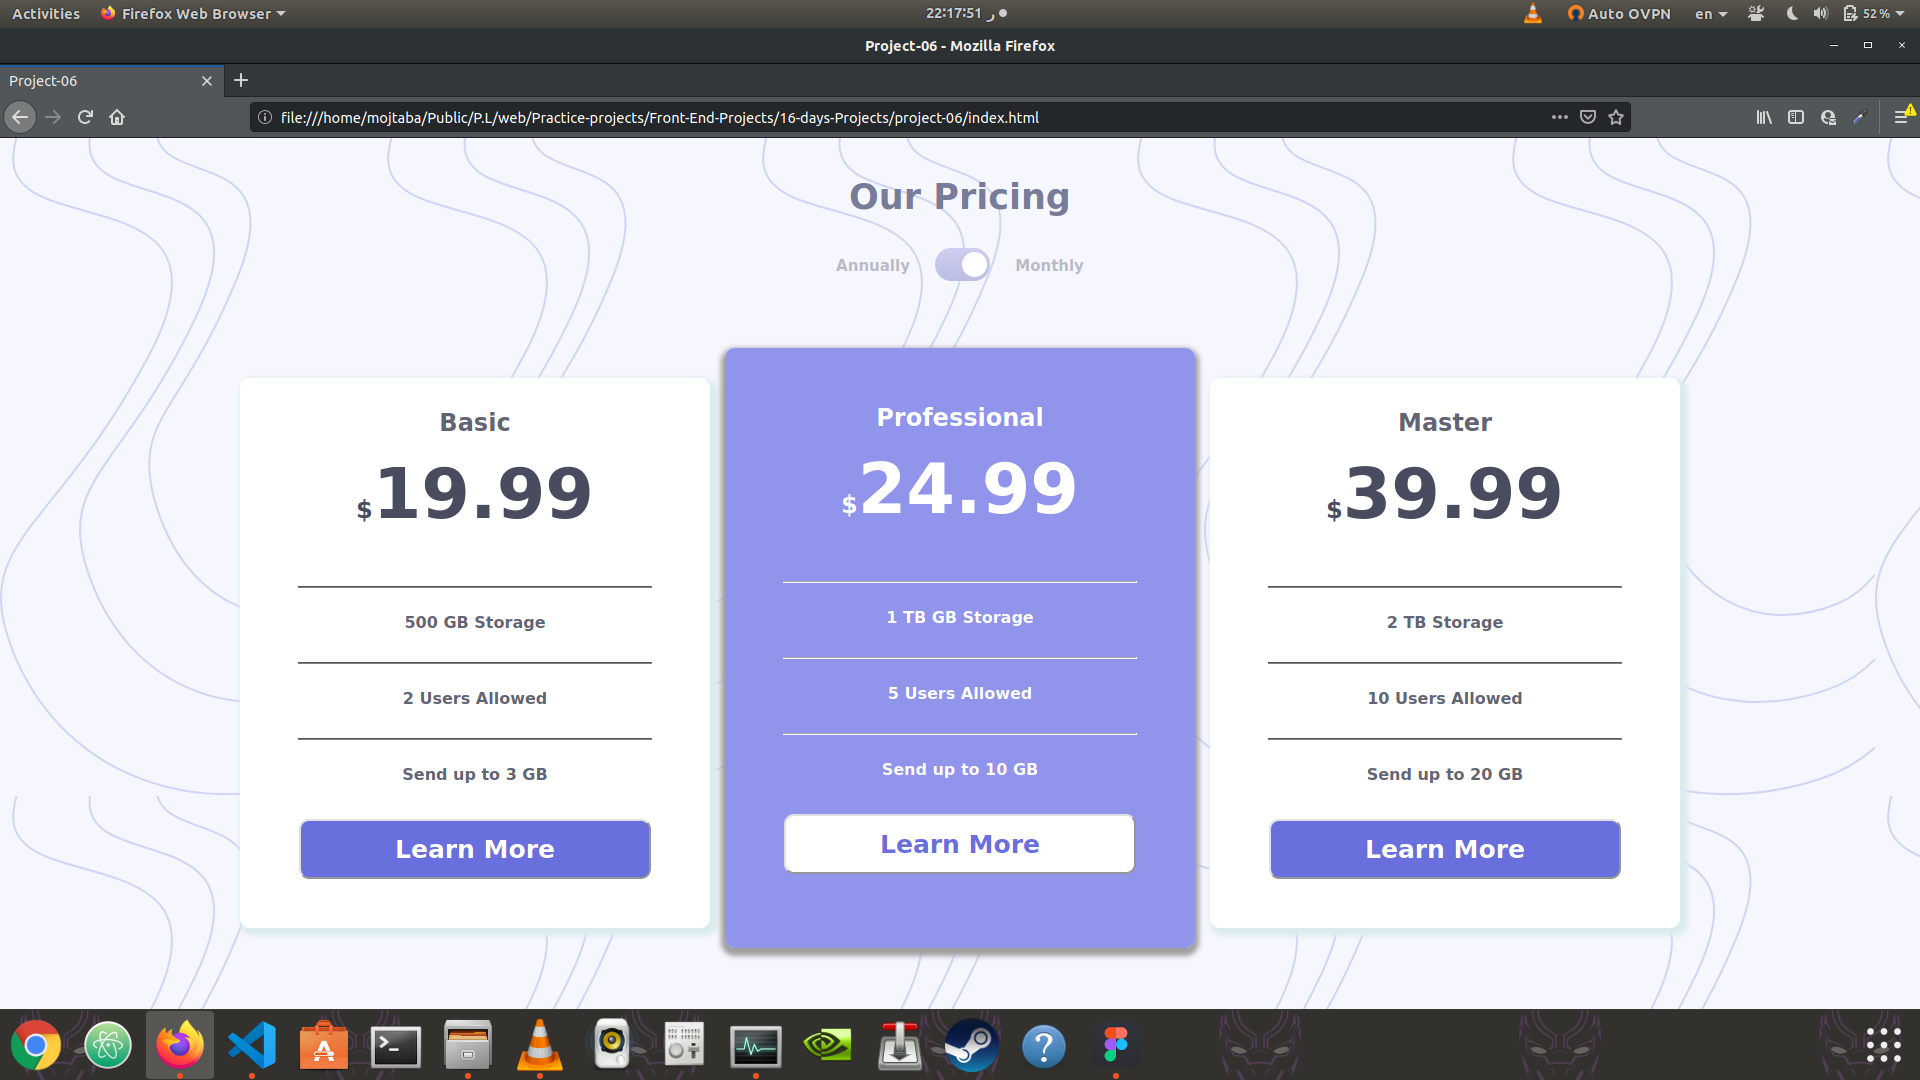 Activities Firefox Web Browser 22:17:51 ر Auto OVPN en 52 %
Project-06 - Mozilla Firefox
Project-06
file:///home/mojtaba/Public/P.L/web/Practice-projects/Front-End-Projects/16-days-Projects/project-06/index.html
Our Pricing
Annually Monthly
Basic
$19.99
500 GB Storage
2 Users Allowed
Send up to 3 GB
Learn More
Professional
$24.99
1 TB GB Storage
5 Users Allowed
Send up to 10 GB
Learn More
Master
$39.99
2 TB Storage
10 Users Allowed
Send up to 20 GB
Learn More